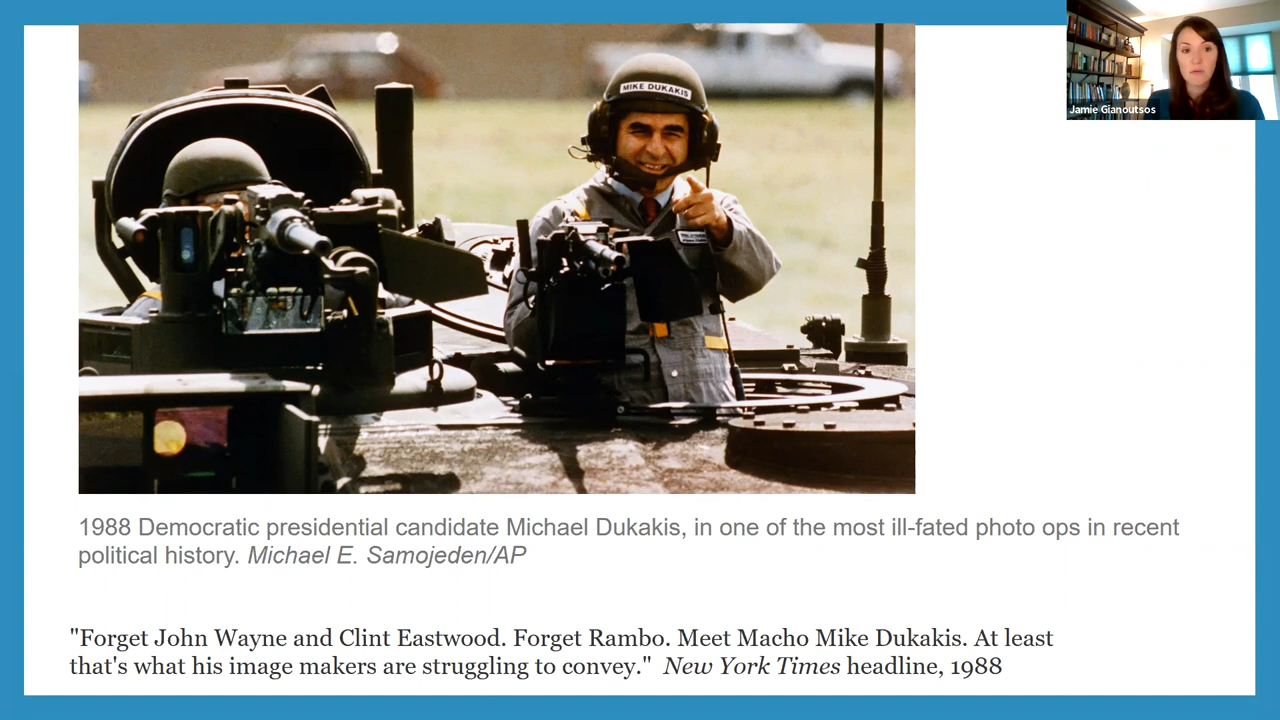 MIKE DUKAKIS
Jamie Gianoutsos
1988 Democratic presidential candidate Michael Dukakis, in one of the most ill-fated photo ops in recent
political history. Michael E. Samojeden/AP
"Forget John Wayne and Clint Eastwood. Forget Rambo. Meet Macho Mike Dukakis. At least
that's what his image makers are struggling to convey." New York Times headline, 1988